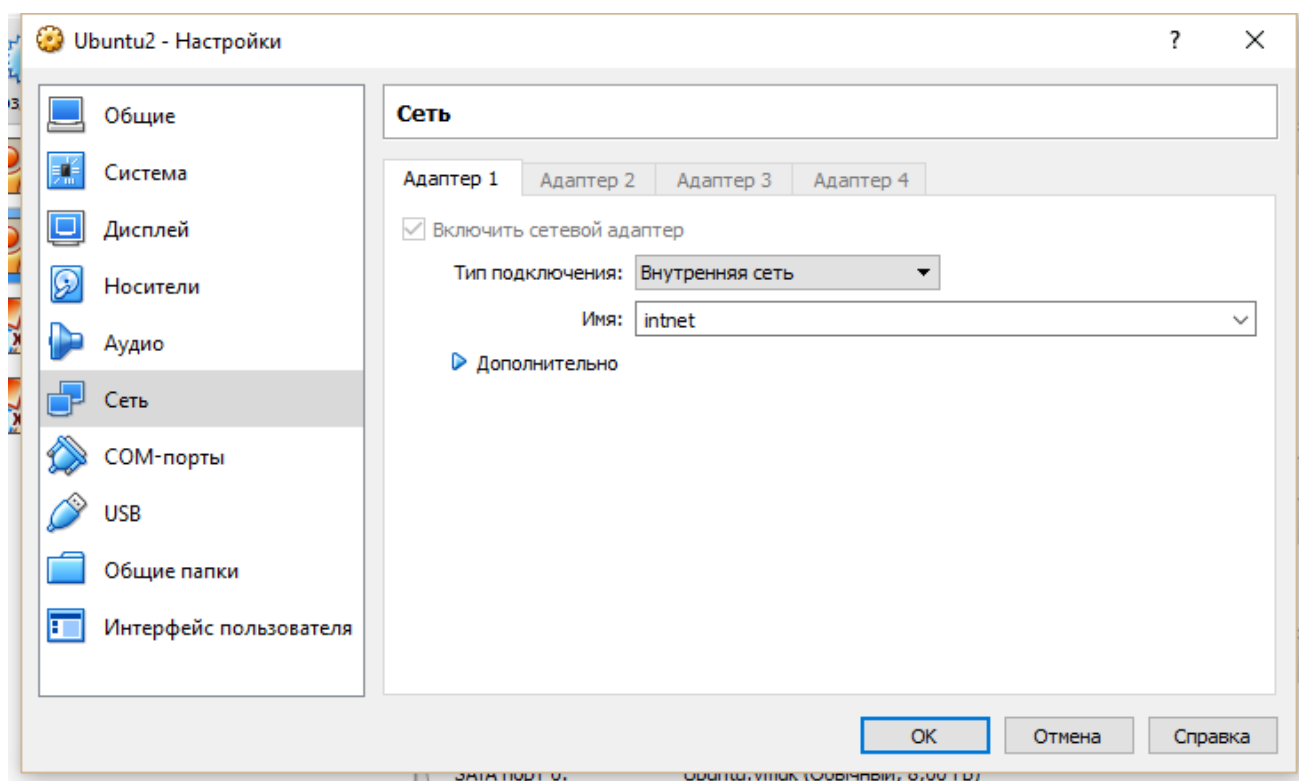 Ubuntu2 - Настройки
?
Общие
Система
Дисплей
Носители
Аудио
Сеть
COM-порты
USB
Общие папки
Интерфейс пользователя
Сеть
Адаптер 1 Адаптер 2 Адаптер 3 Адаптер 4
Включить сетевой адаптер
Тип подключения: Внутренняя сеть
Имя: intnet
Дополнительно
OK Отмена Справка